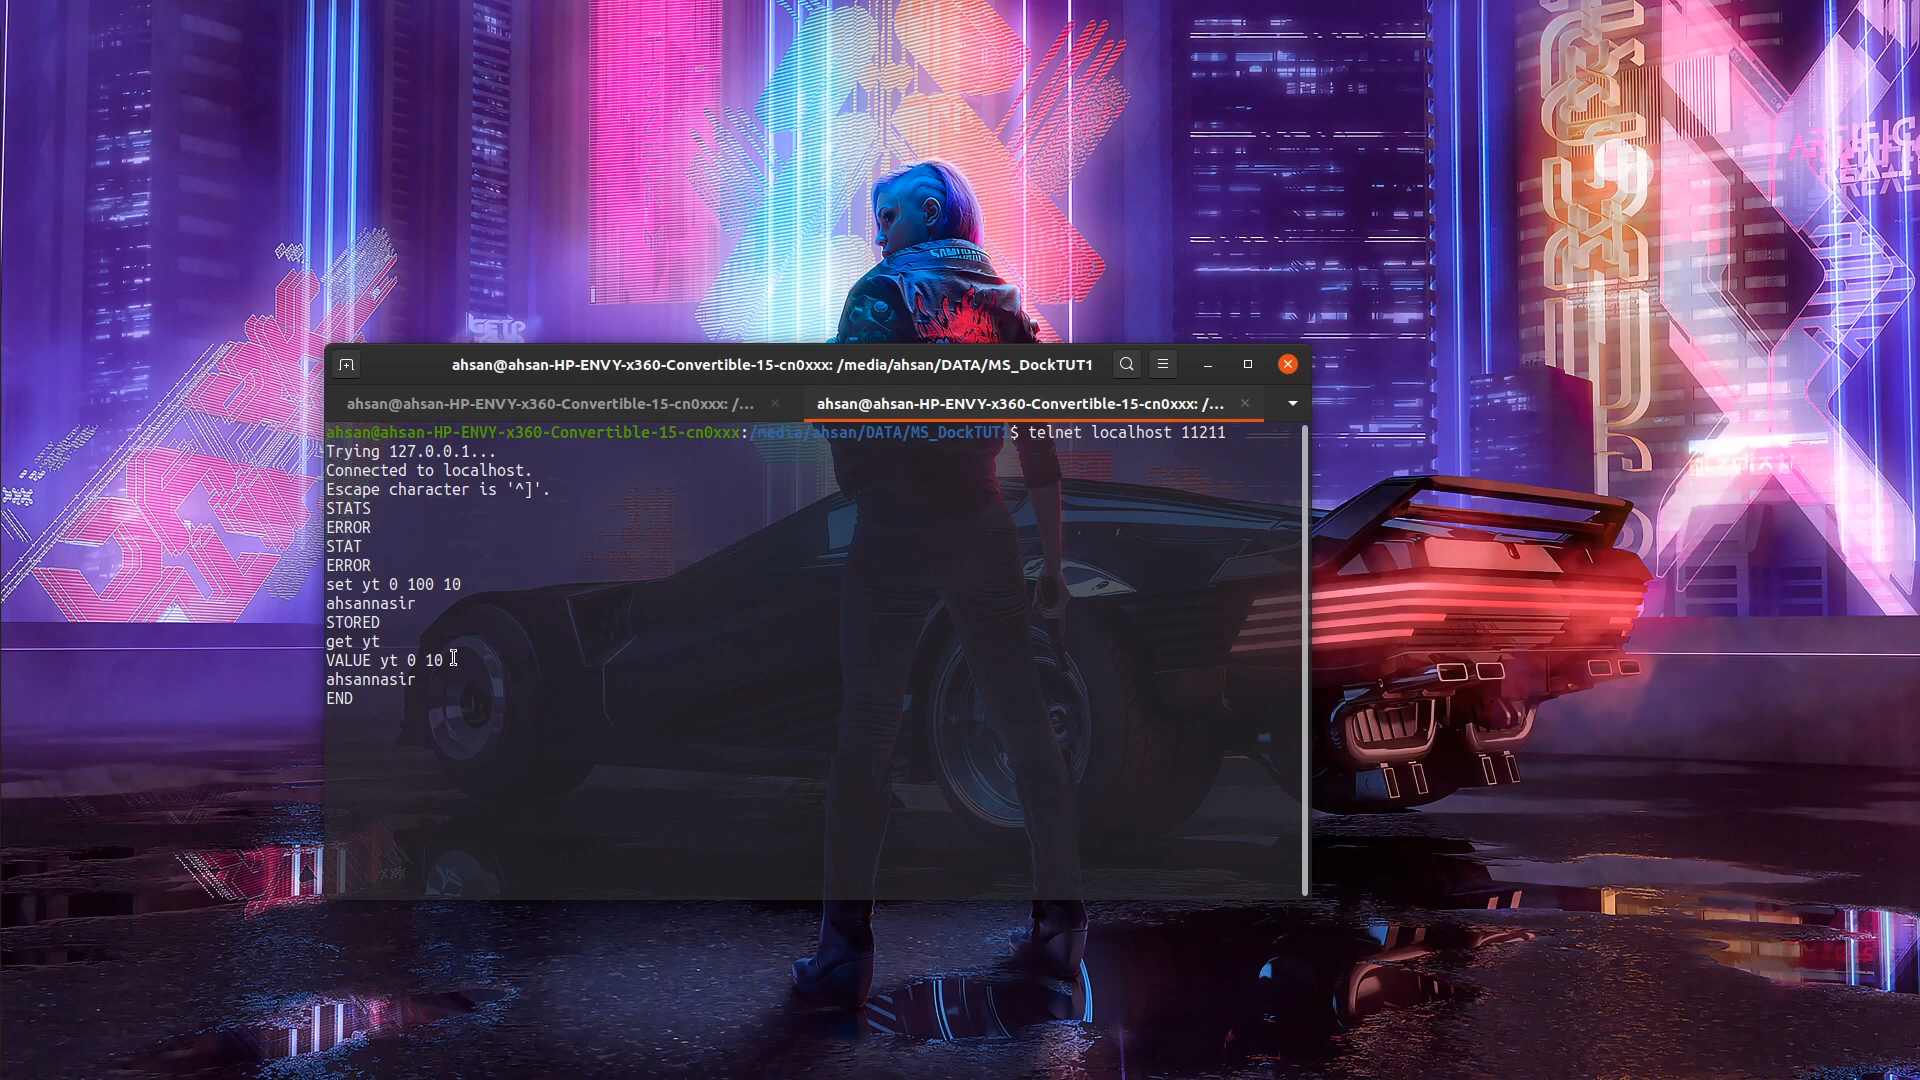 SAMURAI
ahsan@ahsan-HP-ENVY-x360-Convertible-15-cn0xxx: /media/ahsan/DATA/MS_DockTUT1
ahsan@ahsan-HP-ENVY-x360-Convertible-15-cn0xxx: /...
ahsan@ahsan-HP-ENVY-x360-Convertible-15-cn0xxx: /...
ahsan@ahsan-HP-ENVY-x360-Convertible-15-cn0xxx:/media/ahsan/DATA/MS_DockTUT1$ telnet localhost 11211
Trying 127.0.0.1...
Connected to localhost.
Escape character is '^]'.
STATS
ERROR
STAT
ERROR
set yt 0 100 10
ahsannasir
STORED
get yt
VALUE yt 0 10
ahsannasir
END